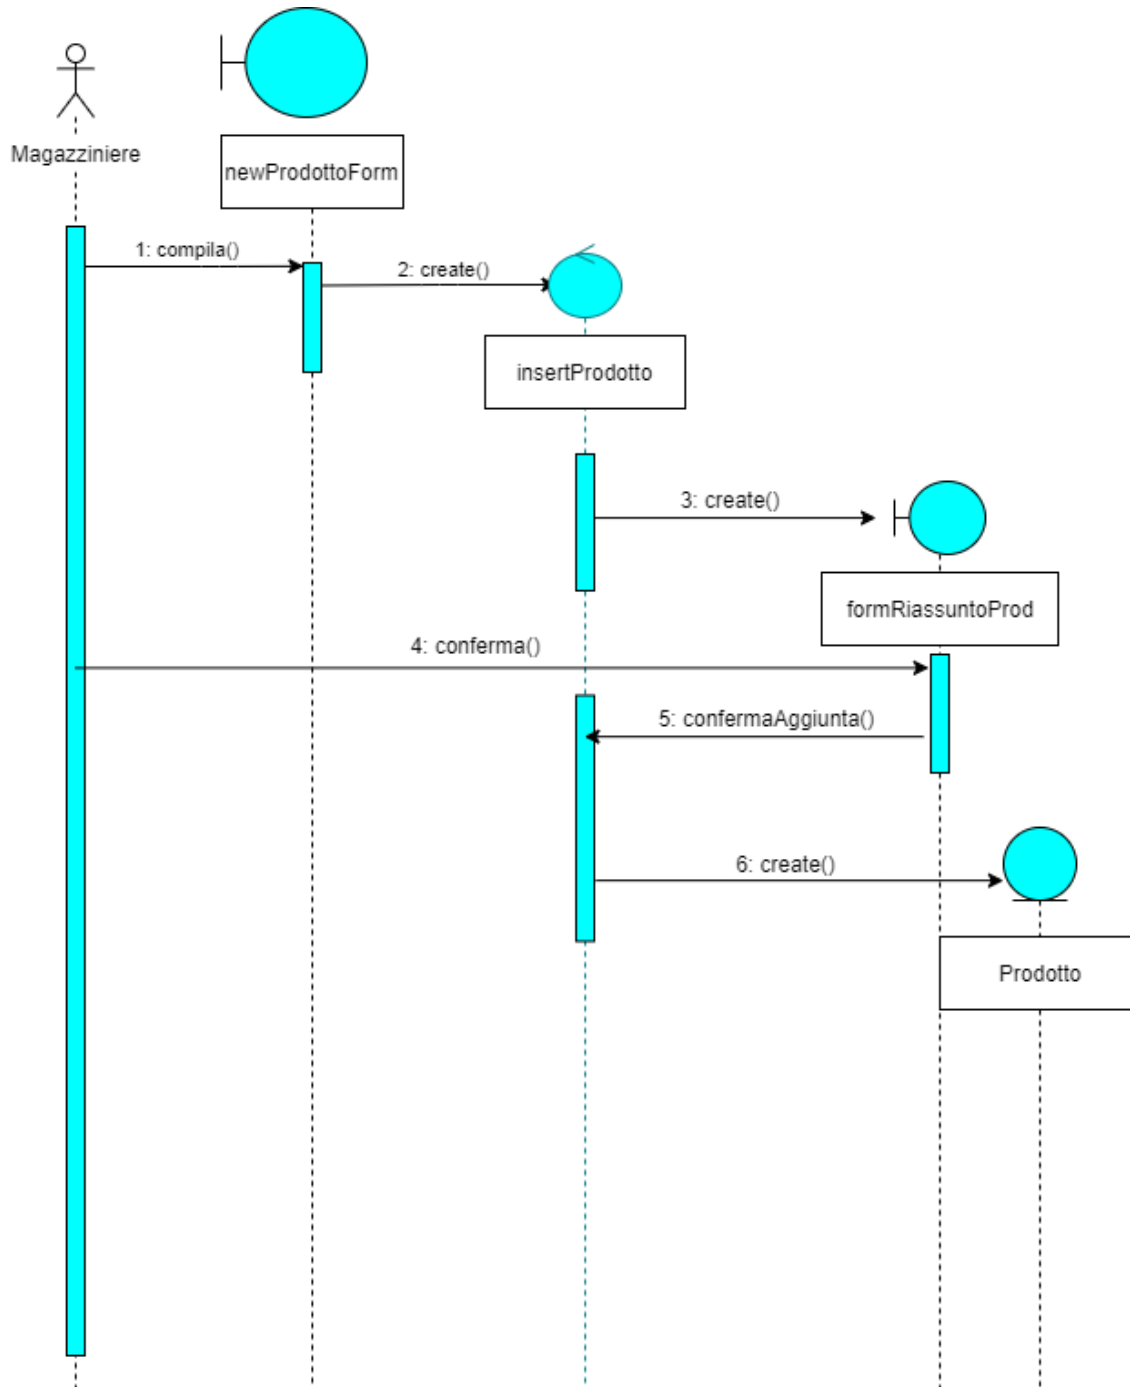 Magazziniere
newProdottoForm
1: compila()
2: create()
insertProdotto
3: create()
formRiassuntoProd
4: conferma()
5: confermaAggiunta()
6: create()
Prodotto